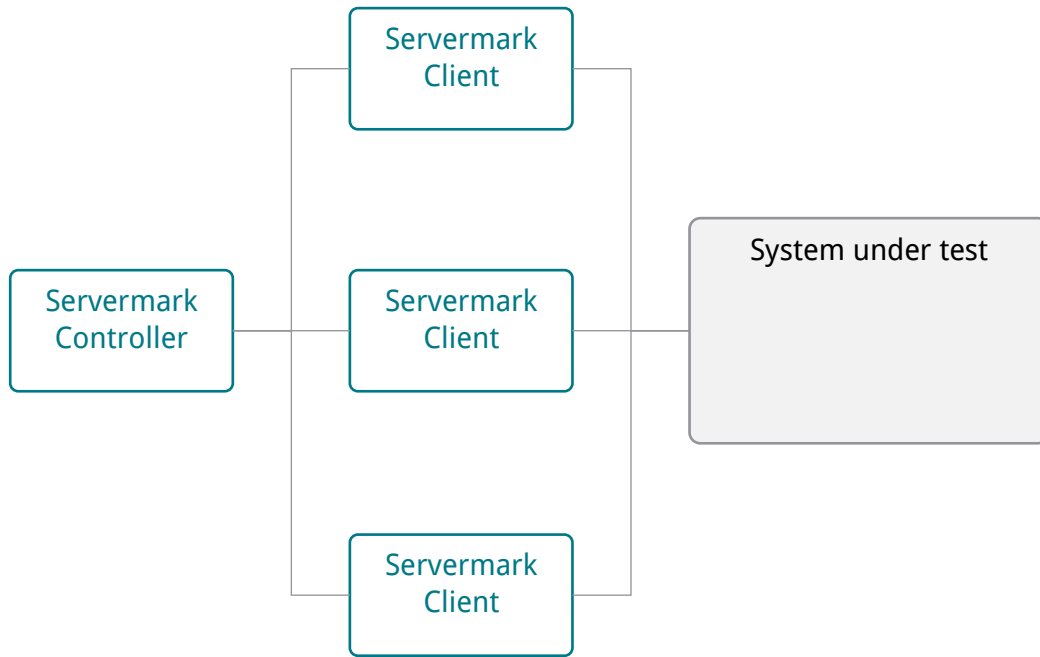 Servermark
Client
Servermark
Controller
Servermark
Client
System under test
Servermark
Client